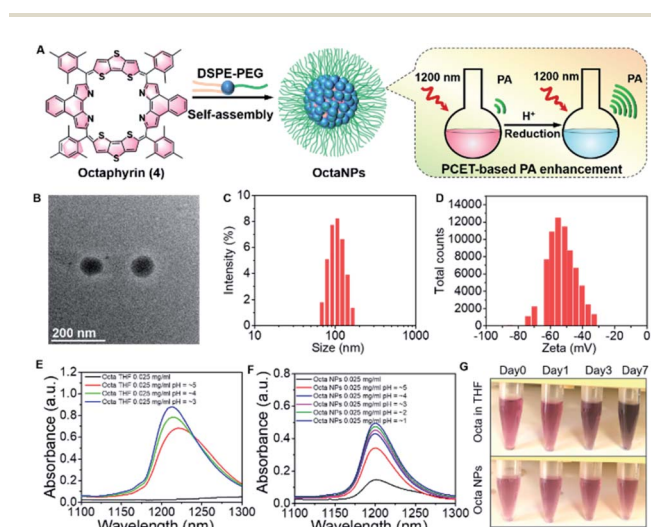 A
DSPE-PEG
Self-assembly
Octaphyrin (4)
OctaNPs
1200 nm
PA
H+
Reduction
1200 nm
PA
PCET-based PA enhancement
S
S
S
N
N
N
N
S
S
S
B
200 nm
C
Intensity (%)
10
8
6
4
2
0
10
100
1000
Size (nm)
D
Total counts
14000
12000
10000
8000
6000
4000
2000
0
-100
-80
-60
-40
-20
0
Zeta (mV)
E
Absorbance (a.u.)
1.2
1.0
0.8
0.6
0.4
0.2
0.0
Octa THF 0.025 mg/ml
Octa THF 0.025 mg/ml pH = ~5
Octa THF 0.025 mg/ml pH = ~4
Octa THF 0.025 mg/ml pH = ~3
1100
1150
1200
1250
1300
Wavelength (nm)
F
Absorbance (a.u.)
0.8
0.6
0.4
0.2
0.0
Octa NPs 0.025 mg/ml
Octa NPs 0.025 mg/ml pH = ~5
Octa NPs 0.025 mg/ml pH = ~4
Octa NPs 0.025 mg/ml pH = ~3
Octa NPs 0.025 mg/ml pH = ~2
Octa NPs 0.025 mg/ml pH = ~1
1100
1150
1200
1250
1300
Wavelength (nm)
G
Day0
Day1
Day3
Day7
Octa in THF
Octa NPs